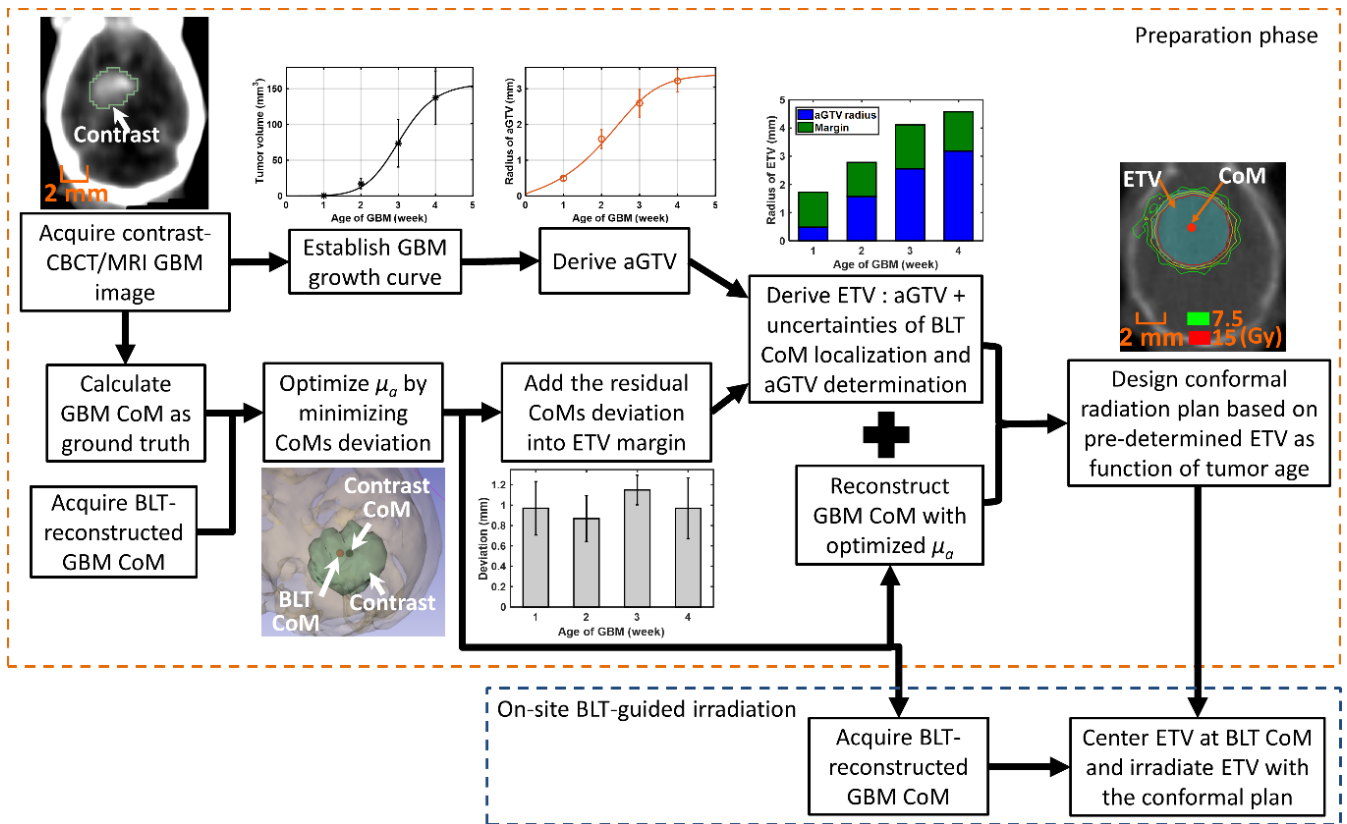 Preparation phase
Contrast
2 mm
Tumor volume (mm³)
150
100
50
0
0 1 2 3 4 5
Age of GBM (week)
Radius of aGTV (mm)
3
2
1
0
0 1 2 3 4 5
Age of GBM (week)
Radius of ETV (mm)
5
4
3
2
1
0
aGTV radius
Margin
1 2 3 4
Age of GBM (week)
ETV
CoM
2 mm
7.5
15 (Gy)
Acquire contrast-
CBCT/MRI GBM
image
Establish GBM
growth curve
Derive aGTV
Derive ETV : aGTV +
uncertainties of BLT
CoM localization and
aGTV determination
Calculate
GBM CoM as
ground truth
Optimize μₐ by
minimizing
CoMs deviation
Add the residual
CoMs deviation
into ETV margin
Design conformal
radiation plan based on
pre-determined ETV as
function of tumor age
Acquire BLT-
reconstructed
GBM CoM
Contrast
CoM
BLT
CoM
Contrast
Deviation (mm)
1.2
1
0.8
0.6
0.4
0.2
0
1 2 3 4
Age of GBM (week)
Reconstruct
GBM CoM with
optimized μₐ
On-site BLT-guided irradiation
Acquire BLT-
reconstructed
GBM CoM
Center ETV at BLT CoM
and irradiate ETV with
the conformal plan